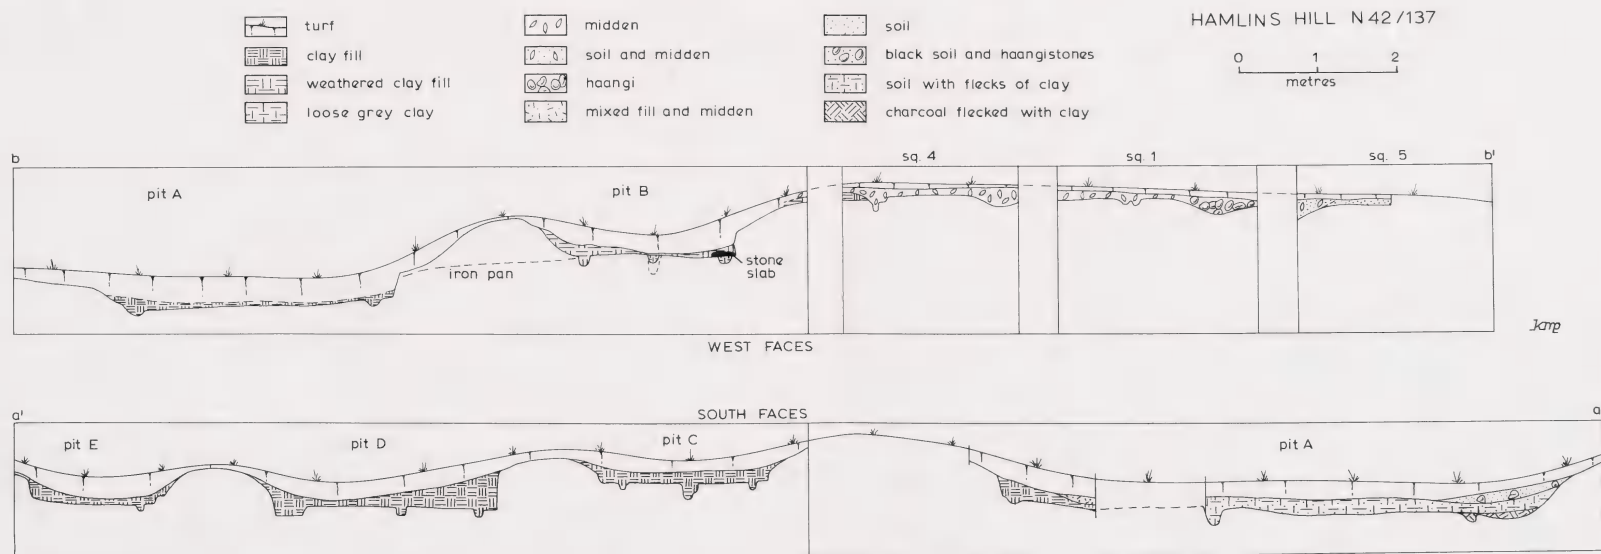 HAMLINS HILL N42/137
turf
clay fill
weathered clay fill
loose grey clay
midden
soil and midden
haangi
mixed fill and midden
soil
black soil and haangistones
soil with flecks of clay
charcoal flecked with clay
0 1 2
metres
b sq. 4 sq. 1 sq. 5 b'
pit A pit B
iron pan
stone
slab
WEST FACES
a' SOUTH FACES a
pit E pit D pit C pit A